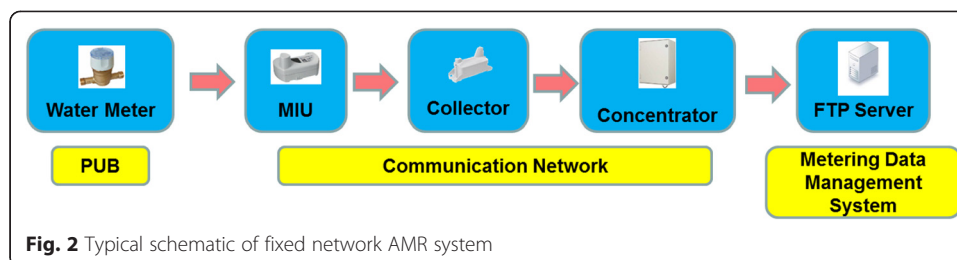 Water Meter
MIU
Collector
Concentrator
FTP Server
PUB
Communication Network
Metering Data
Management
System
Fig. 2 Typical schematic of fixed network AMR system